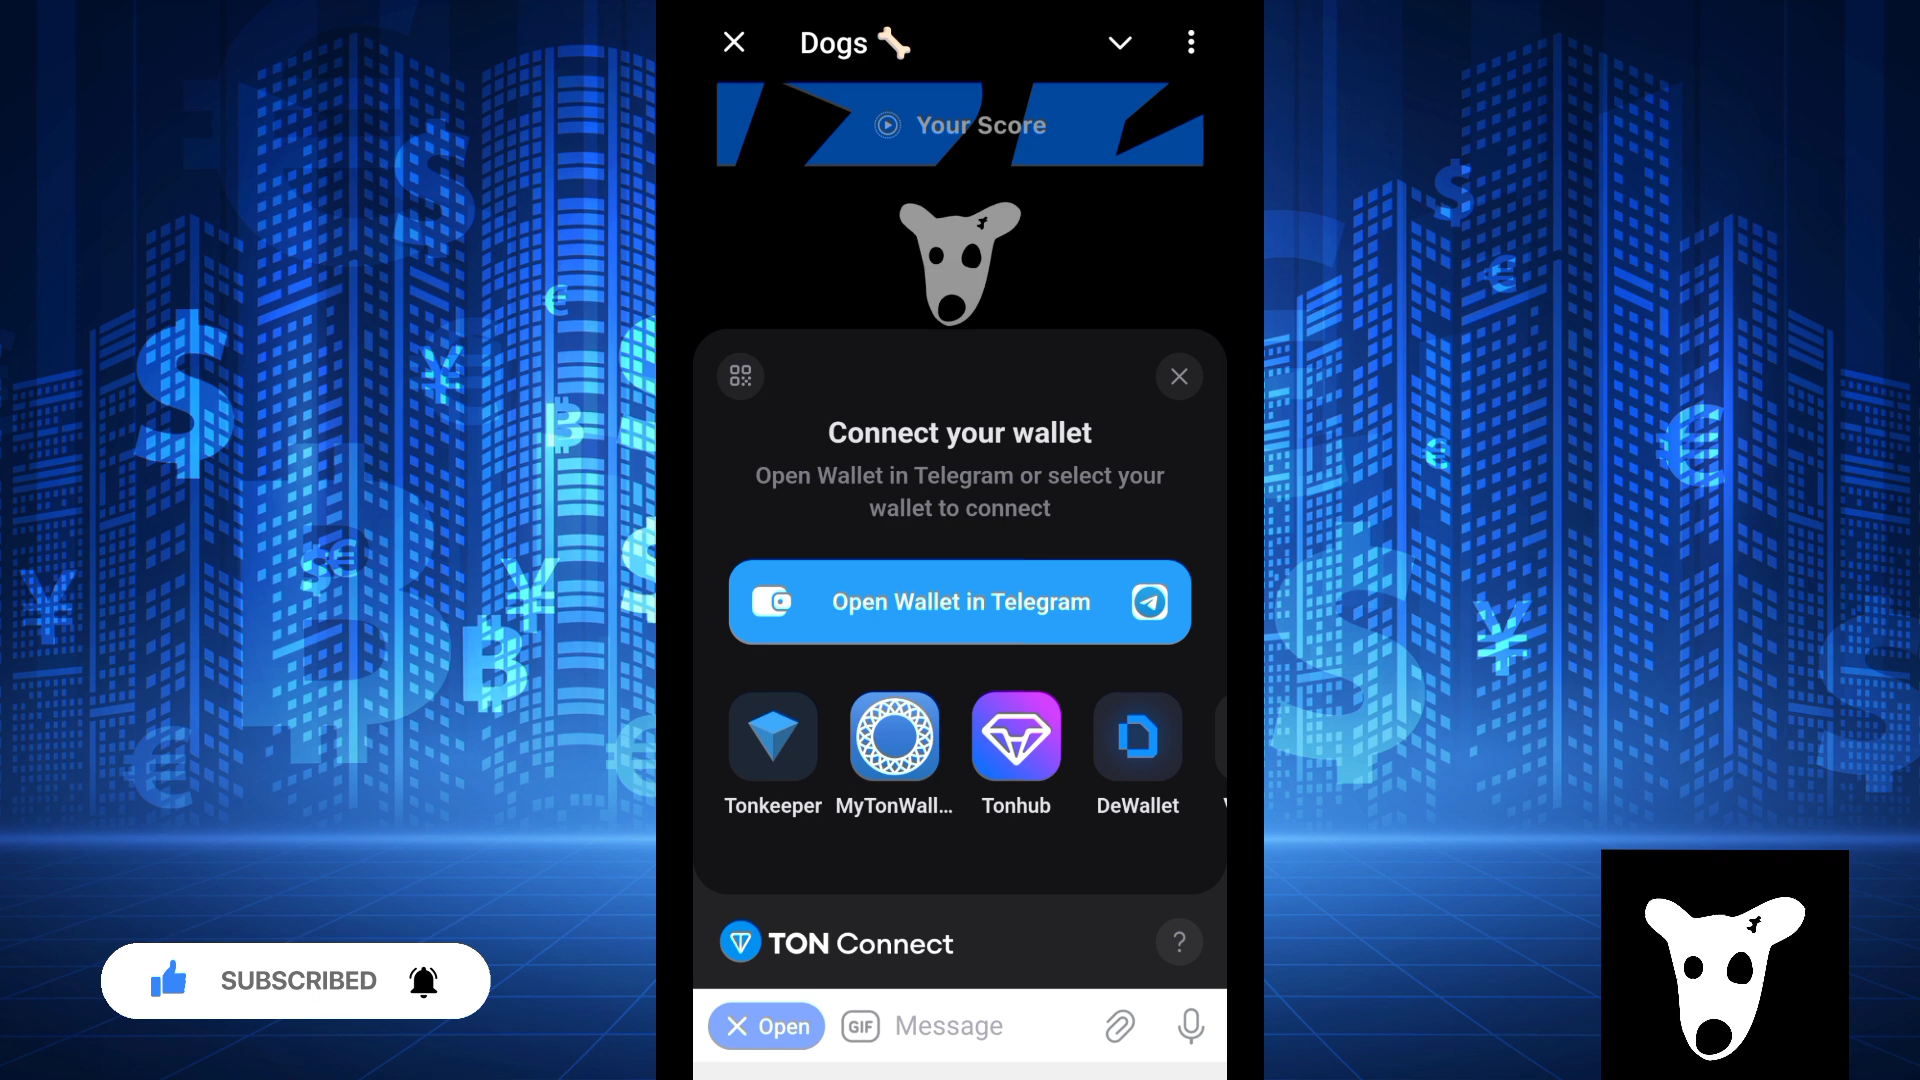 Dogs 🦴
Your Score
Connect your wallet
Open Wallet in Telegram or select your
wallet to connect
Open Wallet in Telegram
Tonkeeper MyTonWall... Tonhub DeWallet
TON Connect
?
Open GIF Message
SUBSCRIBED